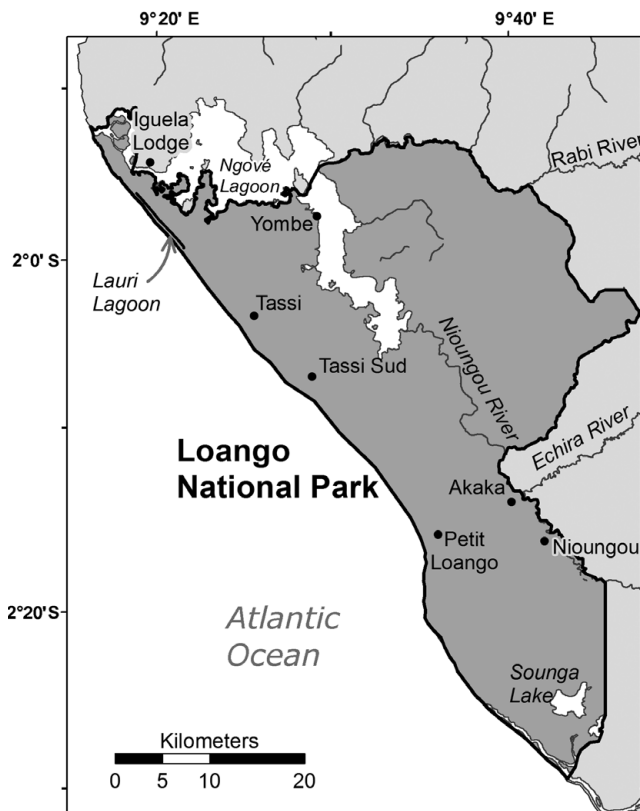 9°20' E
9°40' E
Iguela
Lodge
Ngové
Lagoon
Rabi River
Yombe
2°0' S
Lauri
Lagoon
Tassi
Nioungou River
Tassi Sud
Echira River
Loango
National Park
Akaka
Petit
Loango
Nioungou
2°20' S
Atlantic
Ocean
Sounga
Lake
Kilometers
0 5 10 20